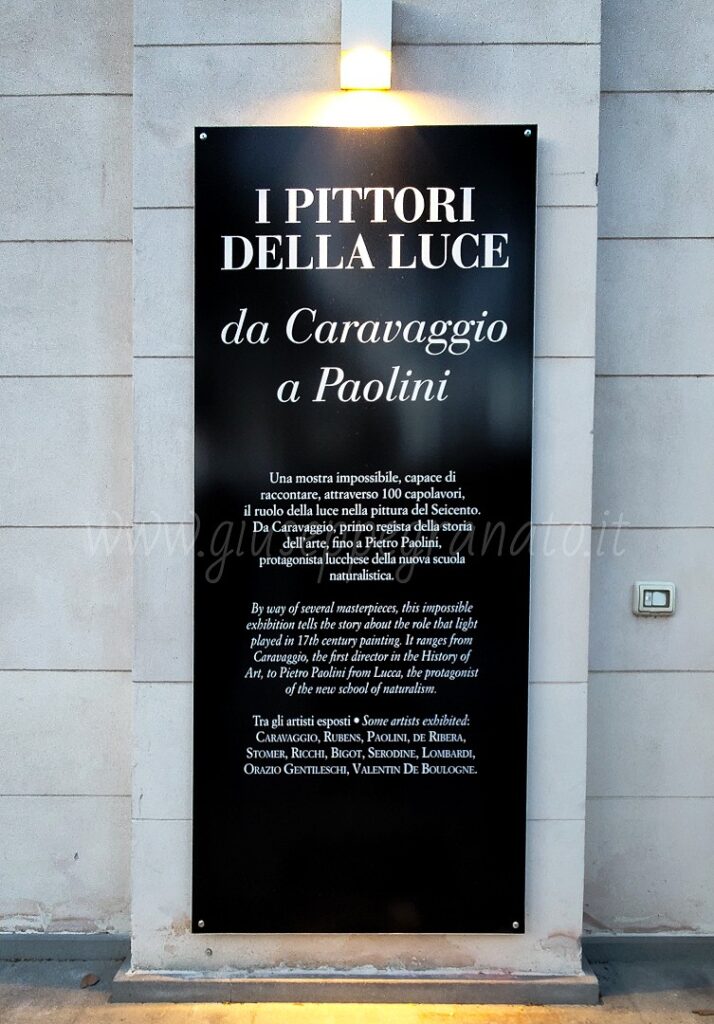 I PITTORI
DELLA LUCE
da Caravaggio
a Paolini
Una mostra impossibile, capace di
raccontare, attraverso 100 capolavori,
il ruolo della luce nella pittura del Seicento.
Da Caravaggio, primo regista della storia
dell'arte, fino a Pietro Paolini,
protagonista lucchese della nuova scuola
naturalistica.
www.giuseppegranato.it
By way of several masterpieces, this impossible
exhibition tells the story about the role that light
played in 17th century painting. It ranges from
Caravaggio, the first director in the History of
Art, to Pietro Paolini from Lucca, the protagonist
of the new school of naturalism.
Tra gli artisti esposti • Some artists exhibited:
CARAVAGGIO, RUBENS, PAOLINI, DE RIBERA,
STOMER, RICCHI, BIGOT, SERODINE, LOMBARDI,
ORAZIO GENTILESCHI, VALENTIN DE BOULOGNE.